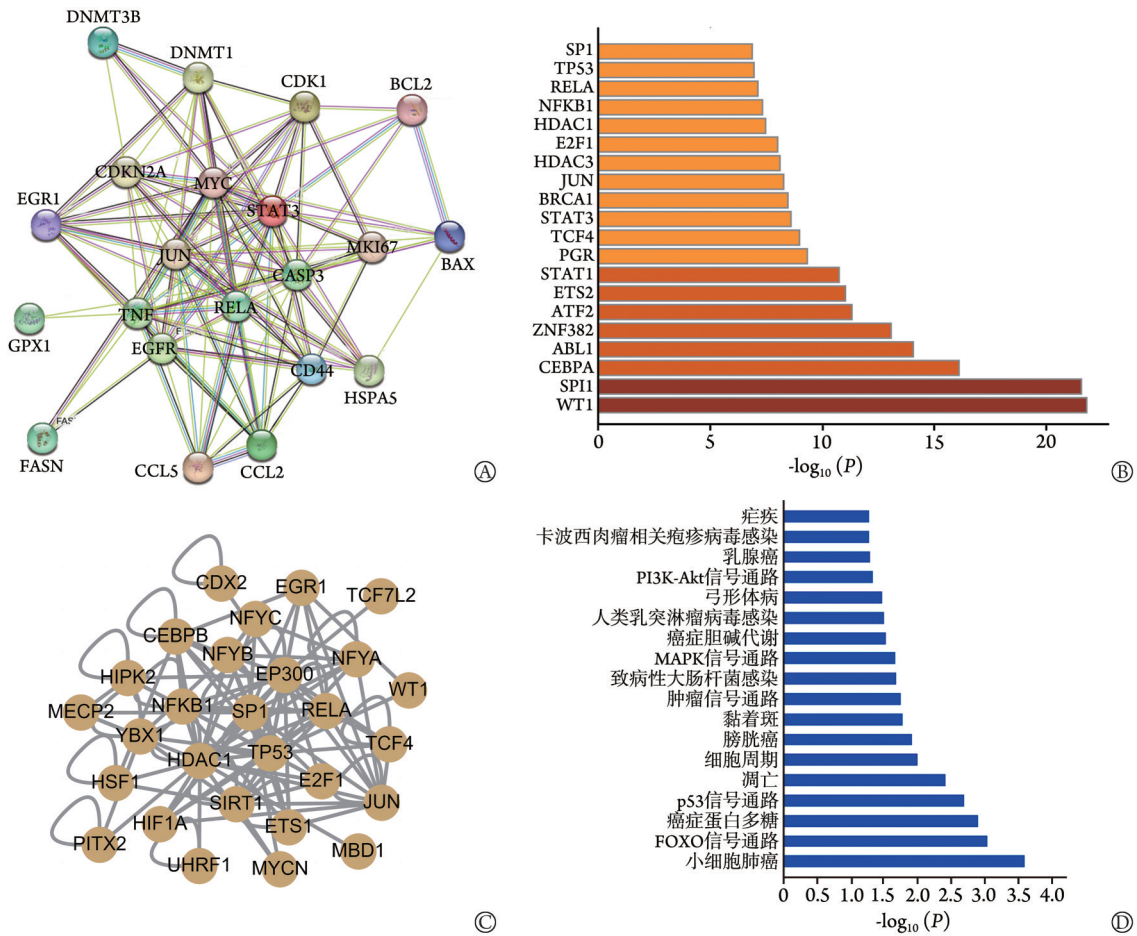 DNMT3B
DNMT1
CDK1
BCL2
CDKN2A
MYC
EGR1
STAT3
JUN
MKI67
BAX
CASP3
TNF
RELA
GPX1
EGFR
CD44
HSPA5
FAS
FASN
CCL5
CCL2
Ⓐ
SP1
TP53
RELA
NFKB1
HDAC1
E2F1
HDAC3
JUN
BRCA1
STAT3
TCF4
PGR
STAT1
ETS2
ATF2
ZNF382
ABL1
CEBPA
SPI1
WT1
0 5 10 15 20
-log₁₀ (P)
Ⓑ
CDX2
EGR1
TCF7L2
NFYC
CEBPB
NFYB
NFYA
EP300
HIPK2
WT1
MECP2
NFKB1
SP1
RELA
YBX1
TCF4
HDAC1
TP53
HSF1
E2F1
SIRT1
JUN
HIF1A
ETS1
PITX2
MBD1
UHRF1
MYCN
Ⓒ
疟疾
卡波西肉瘤相关疱疹病毒感染
乳腺癌
PI3K-Akt信号通路
弓形体病
人类乳突淋瘤病毒感染
癌症胆碱代谢
MAPK信号通路
致病性大肠杆菌感染
肿瘤信号通路
黏着斑
膀胱癌
细胞周期
凋亡
p53信号通路
癌症蛋白多糖
FOXO信号通路
小细胞肺癌
0 0.5 1.0 1.5 2.0 2.5 3.0 3.5 4.0
-log₁₀ (P)
Ⓓ